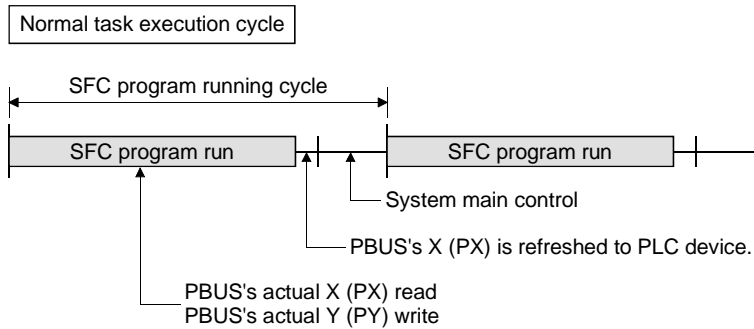 Normal task execution cycle
SFC program running cycle
SFC program run
SFC program run
System main control
PBUS's X (PX) is refreshed to PLC device.
PBUS's actual X (PX) read
PBUS's actual Y (PY) write